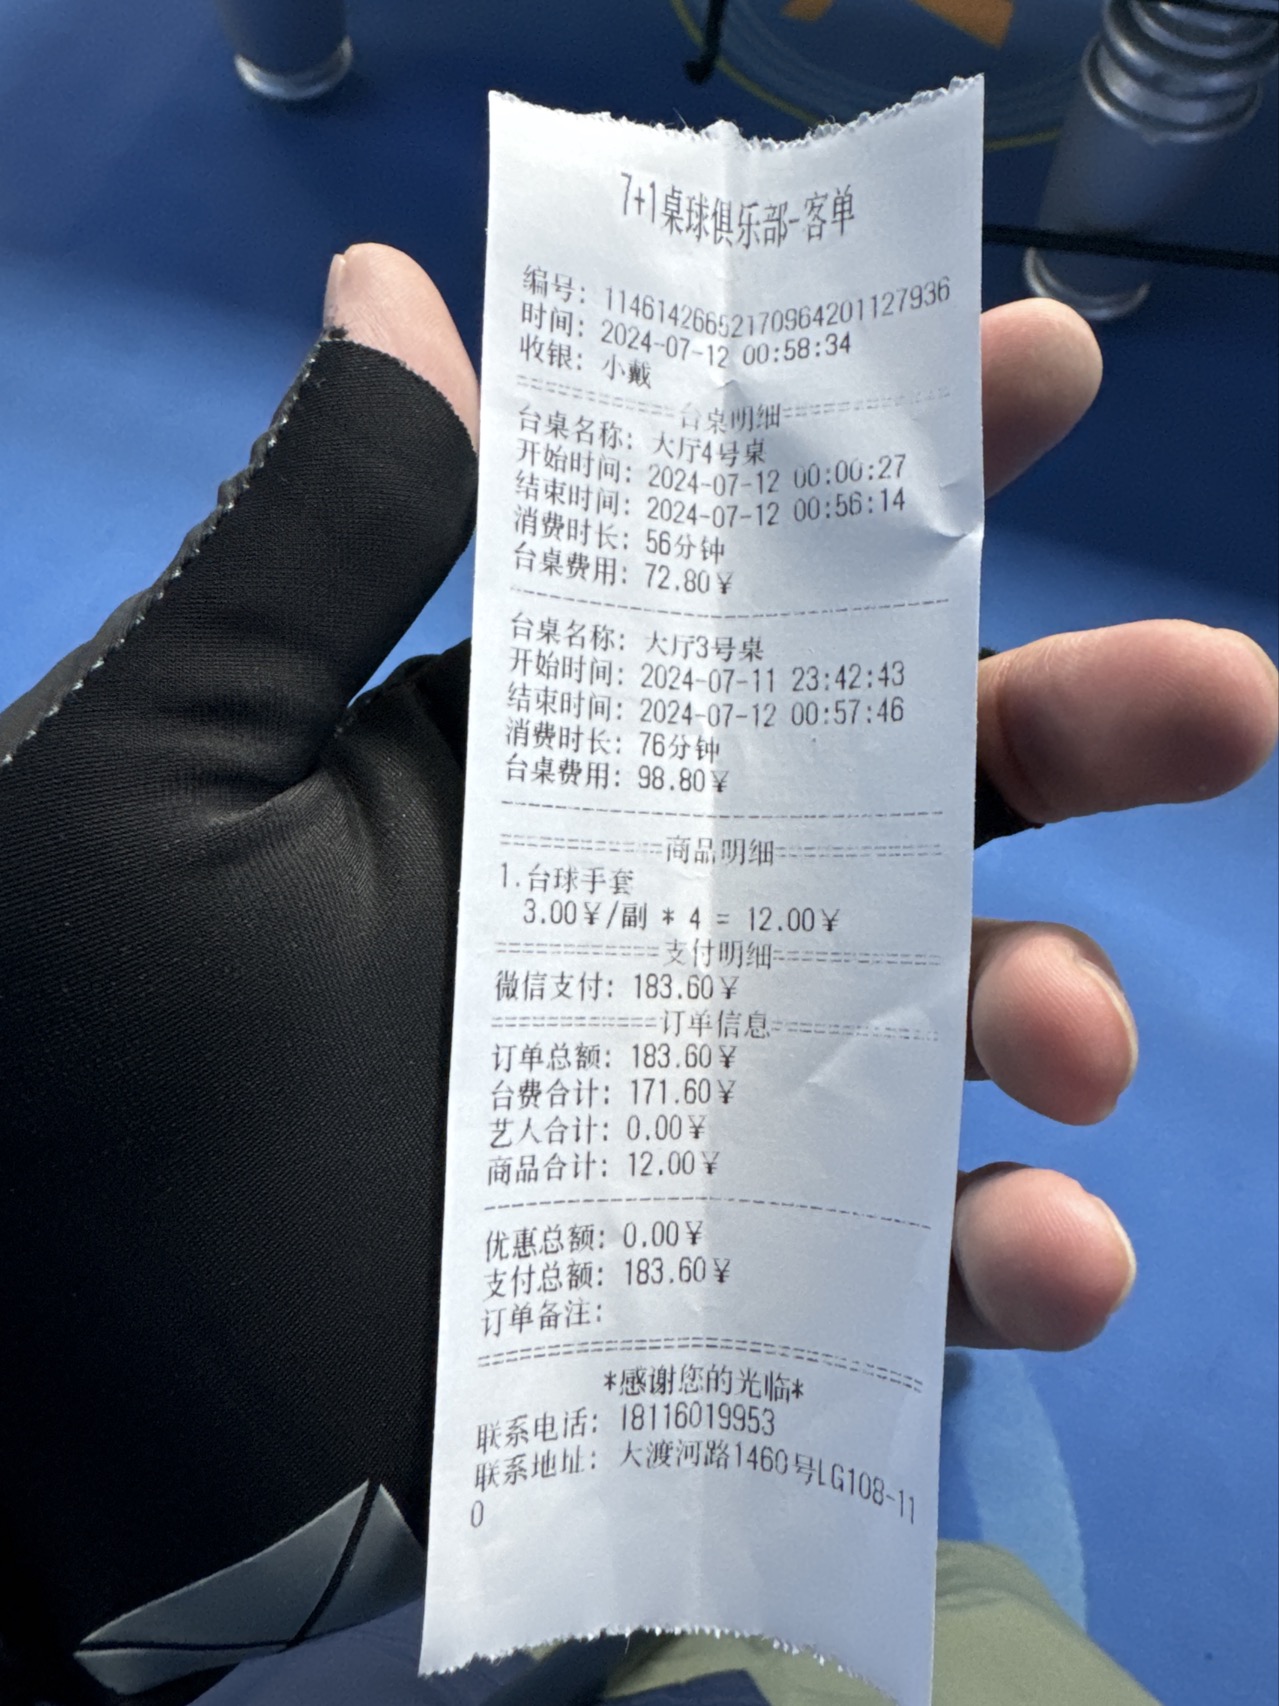 7+1桌球俱乐部-客单
编号: 1146142665217096420​1127936
时间: 2024-07-12 00:58:34
收银: 小戴
============台桌明细============
台桌名称: 大厅4号桌
开始时间: 2024-07-12 00:00:27
结束时间: 2024-07-12 00:56:14
消费时长: 56分钟
台桌费用: 72.80¥
--------------------------------
台桌名称: 大厅3号桌
开始时间: 2024-07-11 23:42:43
结束时间: 2024-07-12 00:57:46
消费时长: 76分钟
台桌费用: 98.80¥
--------------------------------
============商品明细============
1.台球手套
3.00¥/副 * 4 = 12.00¥
============支付明细============
微信支付: 183.60¥
============订单信息============
订单总额: 183.60¥
台费合计: 171.60¥
艺人合计: 0.00¥
商品合计: 12.00¥
--------------------------------
优惠总额: 0.00¥
支付总额: 183.60¥
订单备注:
================================
*感谢您的光临*
联系电话: 18116019953
联系地址: 大渡河路1460号LG108-11
0